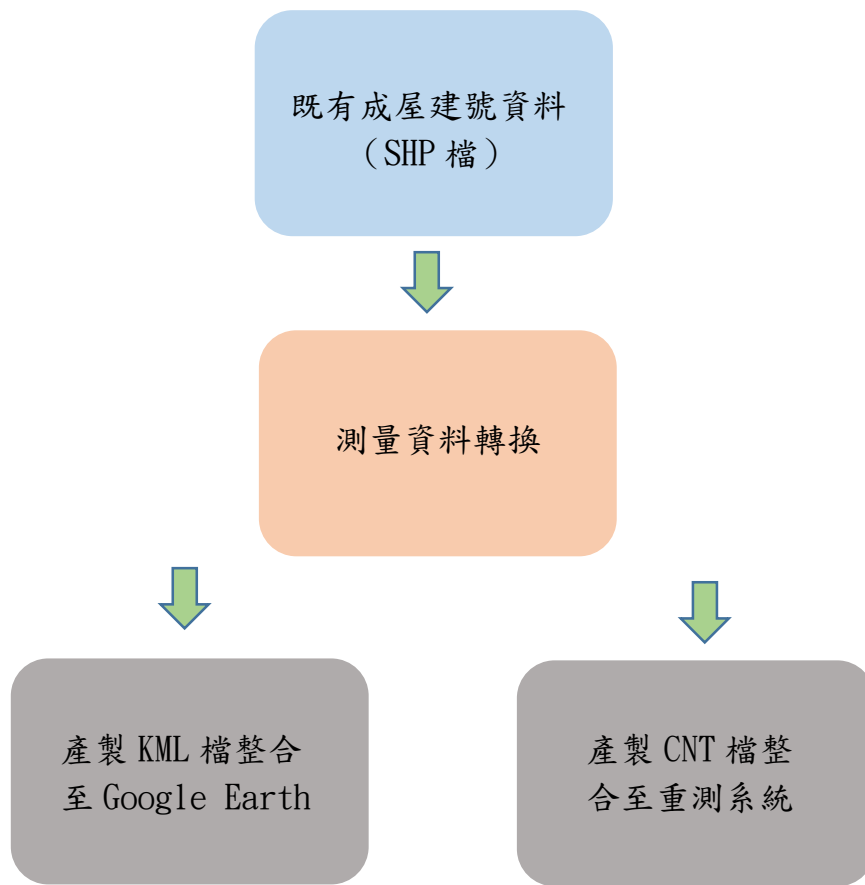 既有成屋建號資料
（SHP 檔）
測量資料轉換
產製 KML 檔整合
至 Google Earth
產製 CNT 檔整
合至重測系統